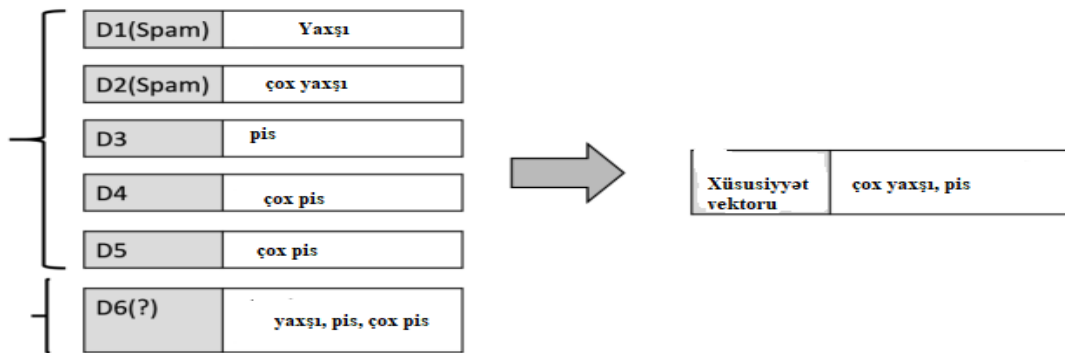 D1(Spam) Yaxşı
D2(Spam) çox yaxşı
D3 pis
D4 çox pis
D5 çox pis
D6(?) yaxşı, pis, çox pis
Xüsusiyyət
vektoru
çox yaxşı, pis